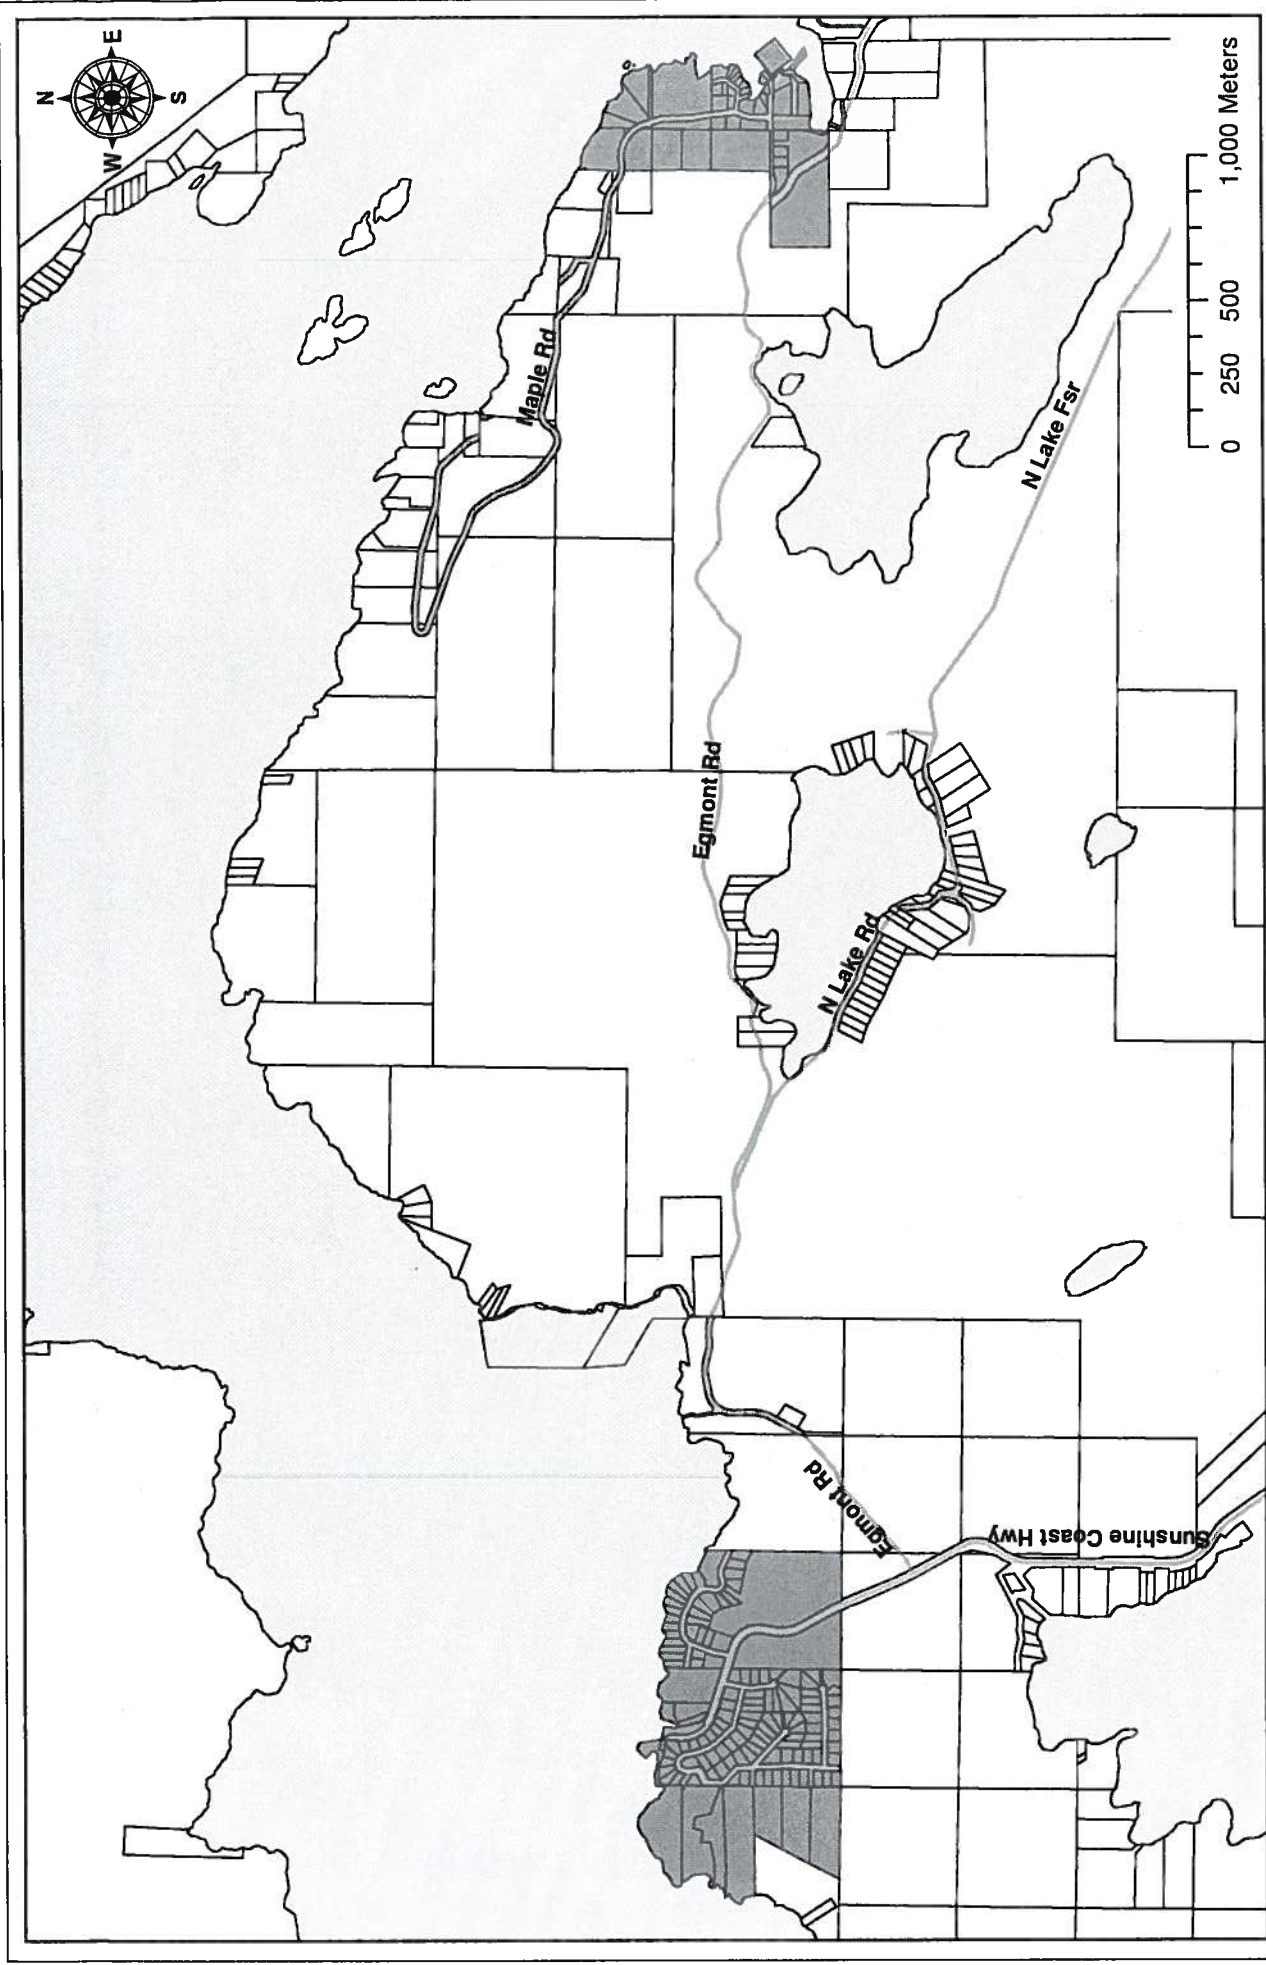 N
W
E
S
Maple Rd
Egmont Rd
N Lake Fsr
N Lake Rd
Egmont Rd
Sunshine Coast Hwy
0 250 500 1,000 Meters